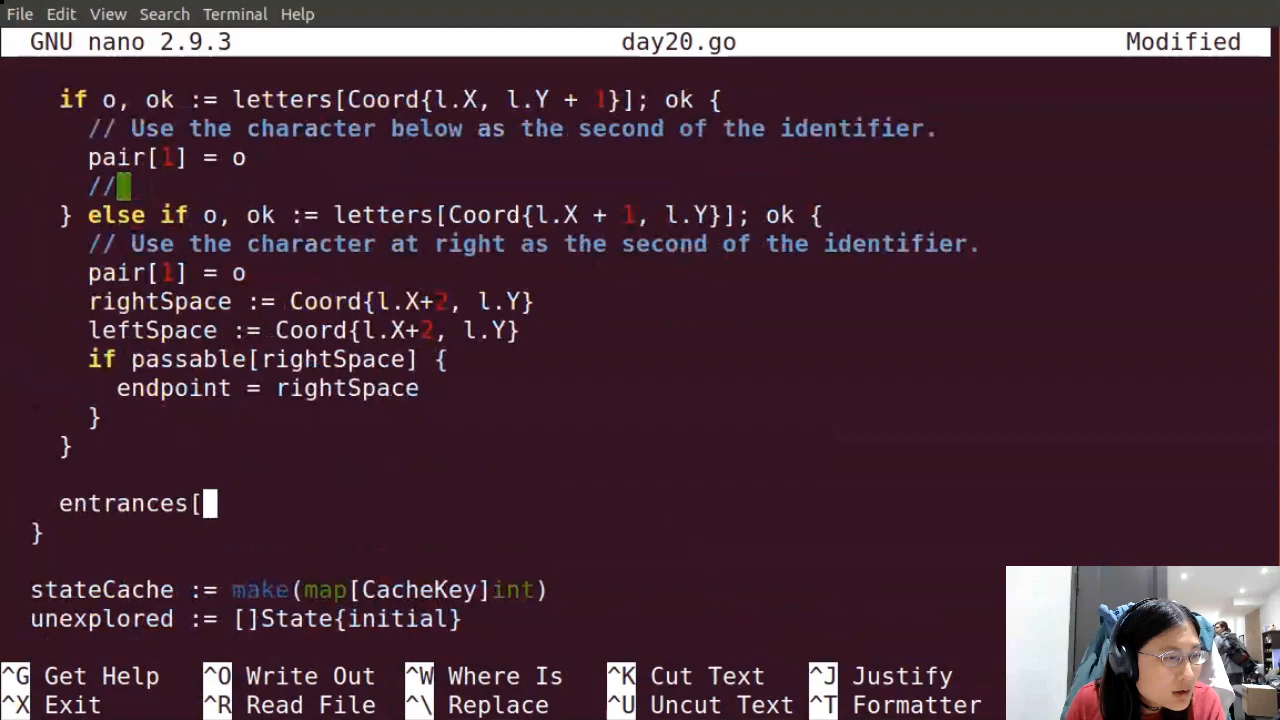 File Edit View Search Terminal Help
GNU nano 2.9.3 day20.go Modified
if o, ok := letters[Coord{l.X, l.Y + 1}]; ok {
// Use the character below as the second of the identifier.
pair[1] = o
//
} else if o, ok := letters[Coord{l.X + 1, l.Y}]; ok {
// Use the character at right as the second of the identifier.
pair[1] = o
rightSpace := Coord{l.X+2, l.Y}
leftSpace := Coord{l.X+2, l.Y}
if passable[rightSpace] {
endpoint = rightSpace
}
}
entrances[
}
stateCache := make(map[CacheKey]int)
unexplored := []State{initial}
^G Get Help ^O Write Out ^W Where Is ^K Cut Text ^J Justify
^X Exit ^R Read File ^\ Replace ^U Uncut Text ^T Formatter